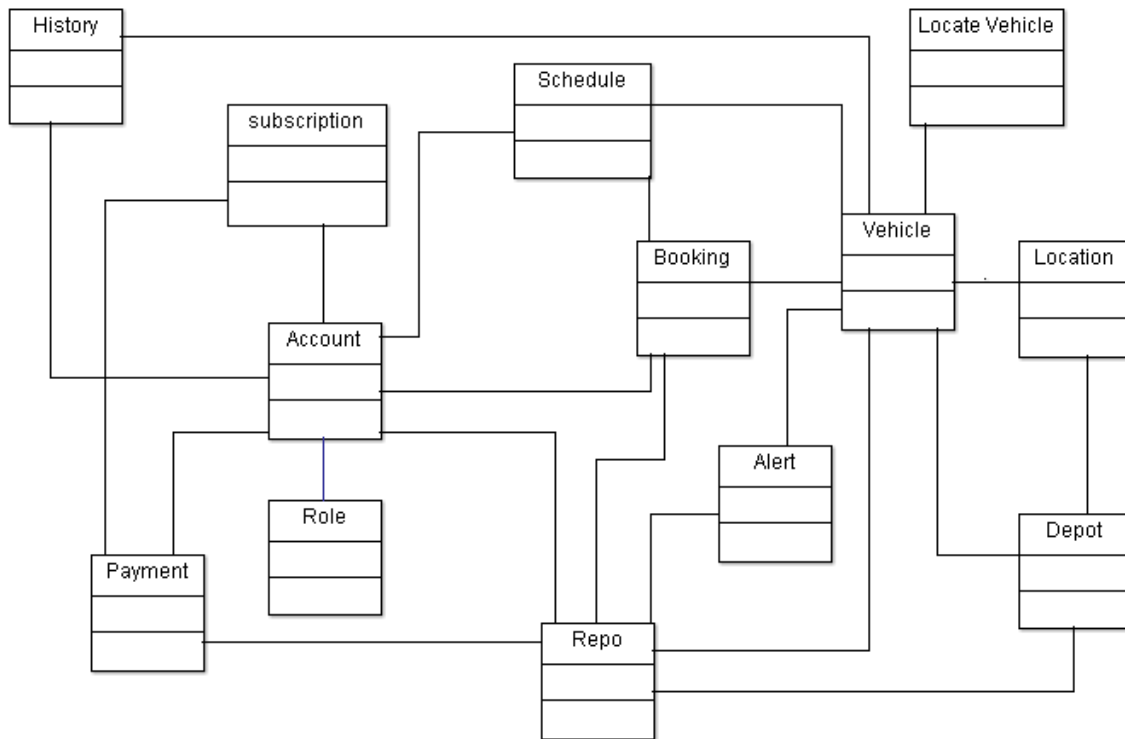 History
Locate Vehicle
Schedule
subscription
Vehicle
Booking
Location
Account
Alert
Role
Depot
Payment
Repo